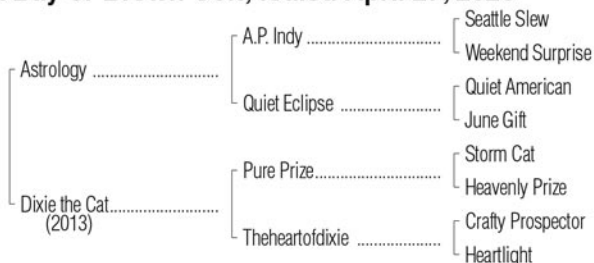 Seattle Slew
A.P. Indy ........................
Weekend Surprise
Astrology ................................
Quiet American
Quiet Eclipse ........................
June Gift
Storm Cat
Pure Prize................................
Heavenly Prize
Dixie the Cat............................
(2013)
Crafty Prospector
Theheartofdixie .....................
Heartlight